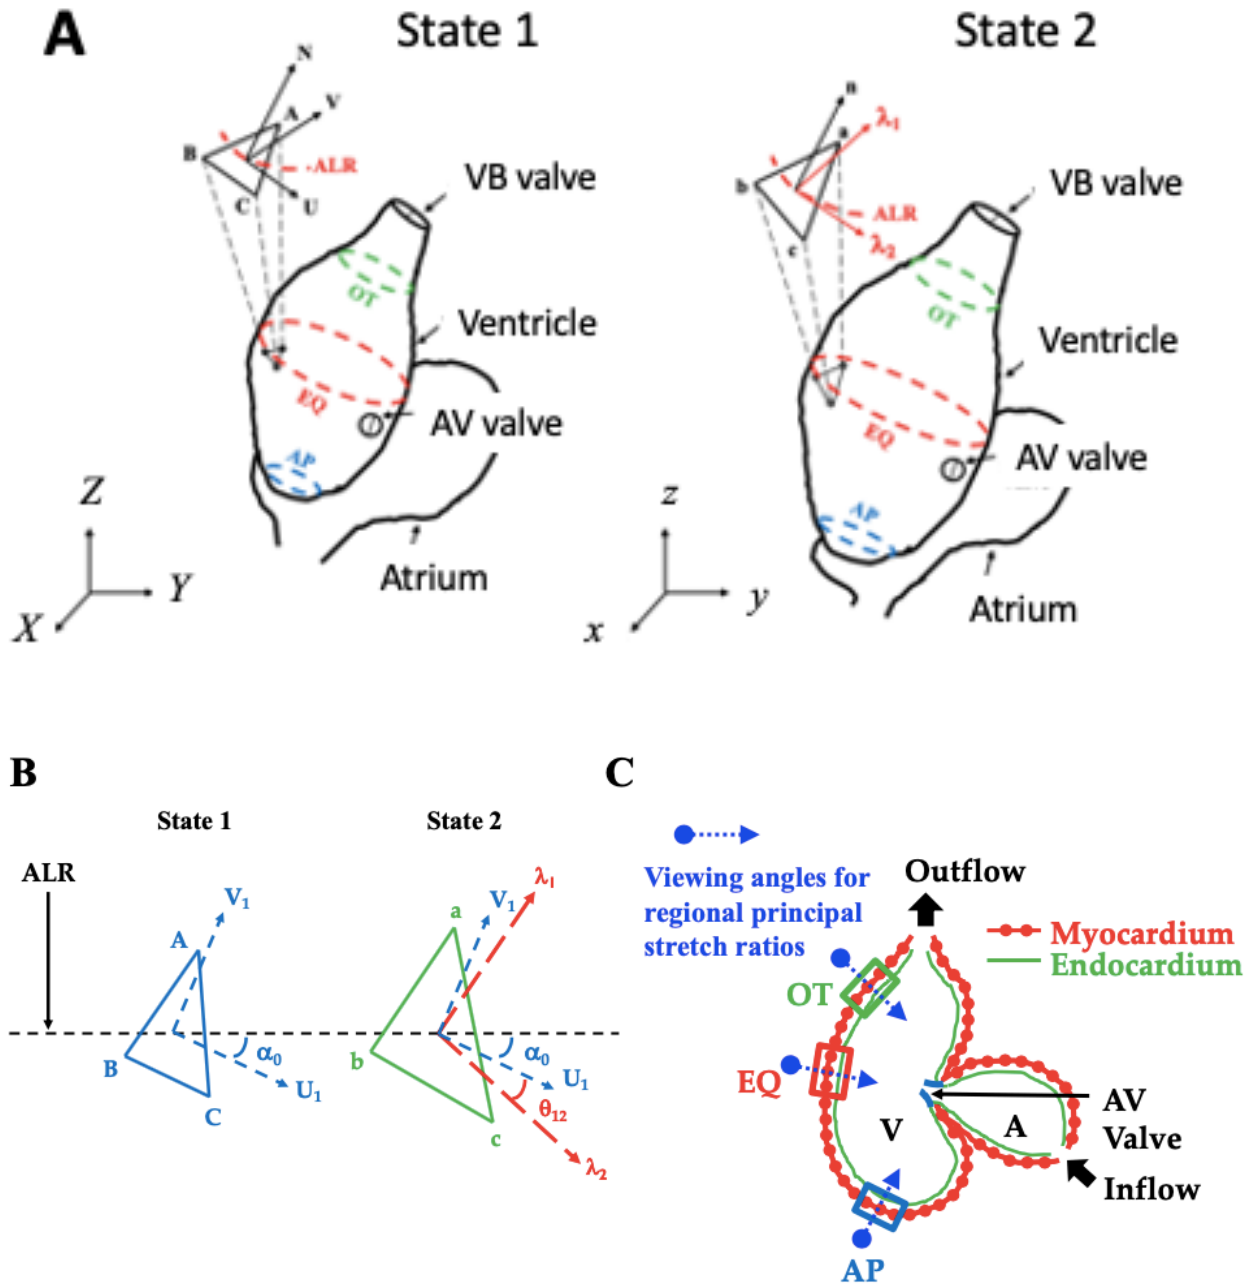 A
State 1
State 2
N
A
V
B
ALR
C
U
VB valve
OT
Ventricle
EQ
AV valve
AP
Atrium
Z
Y
X
n
a
λ1
b
ALR
c
λ2
VB valve
OT
Ventricle
EQ
AV valve
AP
Atrium
z
y
x
B
State 1
State 2
ALR
V1
A
α0
B
U1
C
λ1
V1
a
α0
b
U1
θ12
c
λ2
C
Viewing angles for
regional principal
stretch ratios
Outflow
Myocardium
Endocardium
OT
EQ
V
A
AV
Valve
Inflow
AP